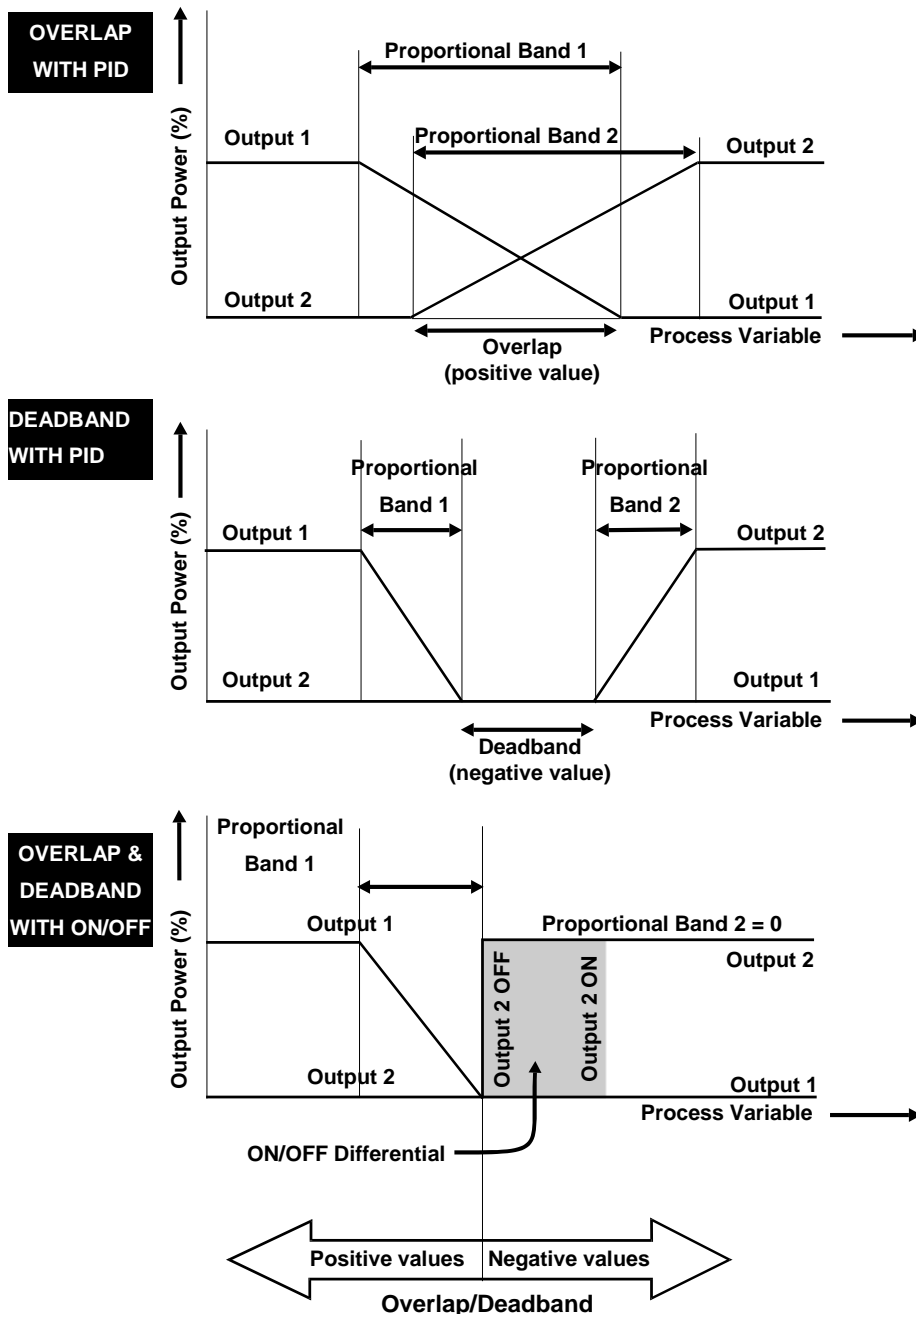 OVERLAP
WITH PID
Output Power (%)
Proportional Band 1
Output 1
Proportional Band 2
Output 2
Output 2
Output 1
Process Variable
Overlap
(positive value)
DEADBAND
WITH PID
Output Power (%)
Proportional
Band 1
Proportional
Band 2
Output 1
Output 2
Output 2
Output 1
Process Variable
Deadband
(negative value)
OVERLAP &
DEADBAND
WITH ON/OFF
Output Power (%)
Proportional
Band 1
Output 1
Proportional Band 2 = 0
Output 2
Output 2 OFF
Output 2 ON
Output 2
Output 1
Process Variable
ON/OFF Differential
Positive values
Negative values
Overlap/Deadband